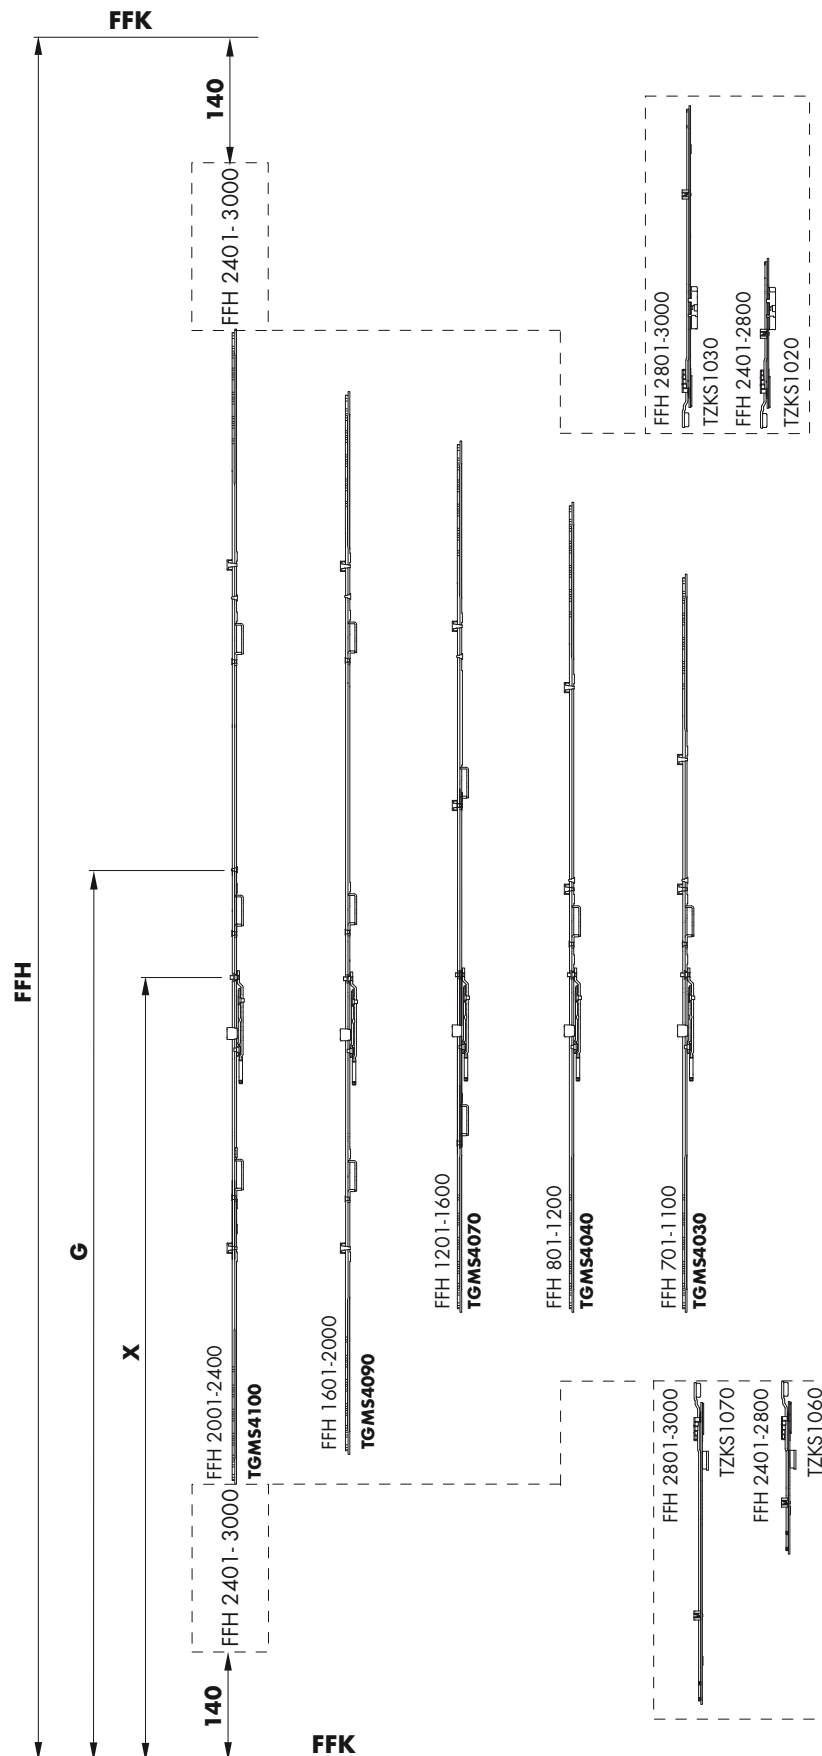 FFK
140
FFH 2401- 3000
FFH 2801-3000
TZKS1030
FFH 2401-2800
TZKS1020
FFH
G
X
FFH 2001-2400
TGMS4100
FFH 1601-2000
TGMS4090
FFH 1201-1600
TGMS4070
FFH 801-1200
TGMS4040
FFH 701-1100
TGMS4030
FFH 2801-3000
TZKS1070
FFH 2401-2800
TZKS1060
FFH 2401- 3000
140
FFK